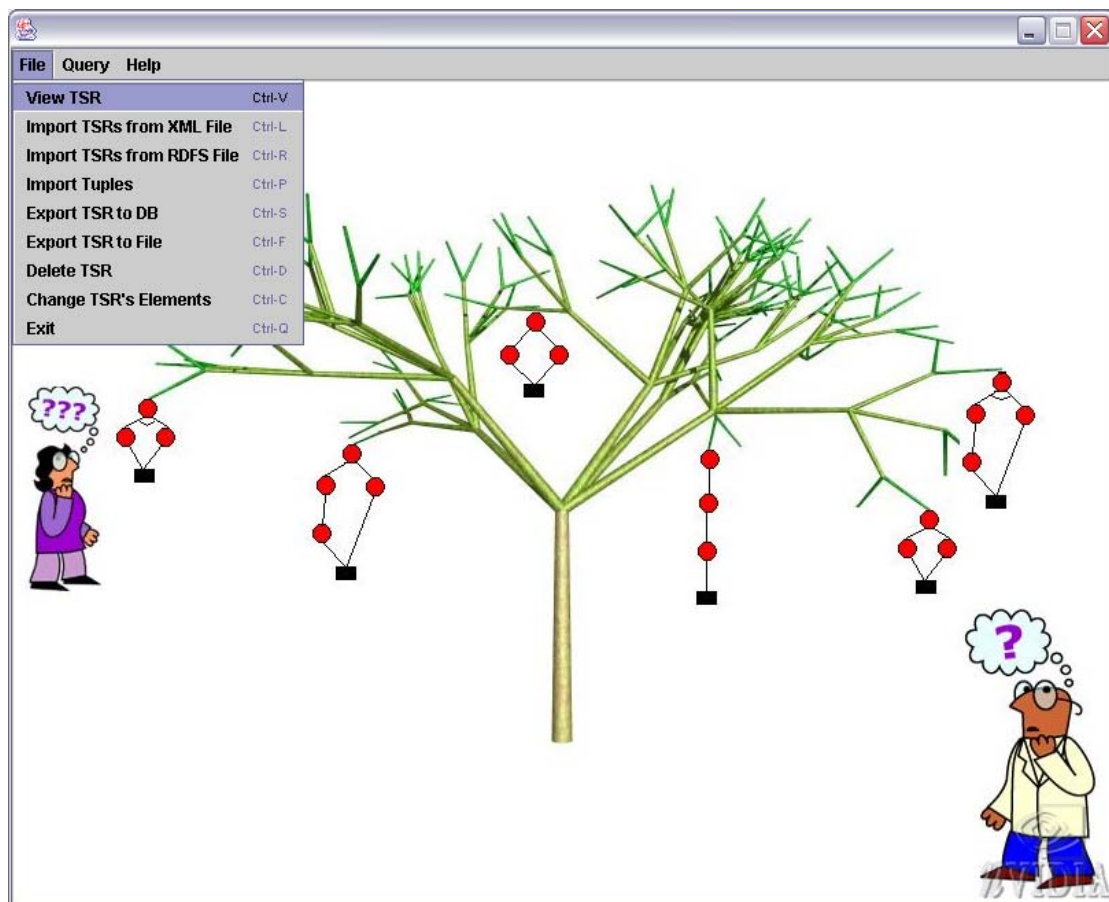 File Query Help
View TSR Ctrl-V
Import TSRs from XML File Ctrl-L
Import TSRs from RDFS File Ctrl-R
Import Tuples Ctrl-P
Export TSR to DB Ctrl-S
Export TSR to File Ctrl-F
Delete TSR Ctrl-D
Change TSR's Elements Ctrl-C
Exit Ctrl-Q
???
?